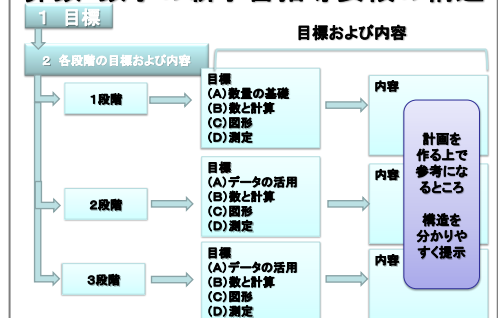 １ 目標
目標および内容
２ 各段階の目標および内容
１段階
目標
(A)数量の基礎
(B)数と計算
(C)図形
(D)測定
内容
２段階
目標
(A)データの活用
(B)数と計算
(C)図形
(D)測定
内容
３段階
目標
(A)データの活用
(B)数と計算
(C)図形
(D)測定
内容
計画を
作る上で
参考にな
るところ
構造を
分かりや
すく提示